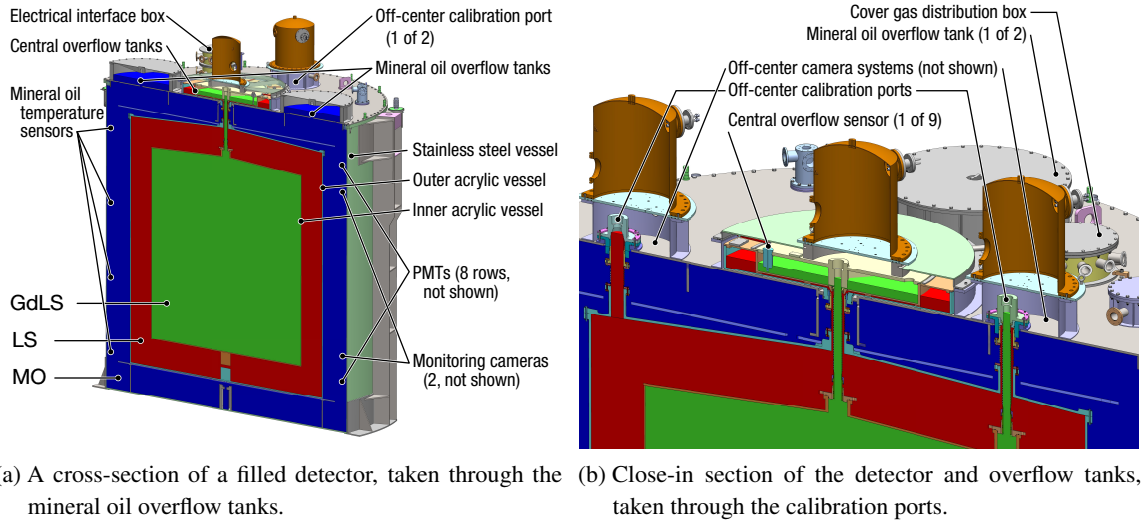 Electrical interface box
Central overflow tanks
Off-center calibration port
(1 of 2)
Mineral oil overflow tanks
Mineral oil
temperature
sensors
Stainless steel vessel
Outer acrylic vessel
Inner acrylic vessel
PMTs (8 rows,
not shown)
GdLS
LS
MO
Monitoring cameras
(2, not shown)
Cover gas distribution box
Mineral oil overflow tank (1 of 2)
Off-center camera systems (not shown)
Off-center calibration ports
Central overflow sensor (1 of 9)
a) A cross-section of a filled detector, taken through the
mineral oil overflow tanks.
(b) Close-in section of the detector and overflow tanks,
taken through the calibration ports.